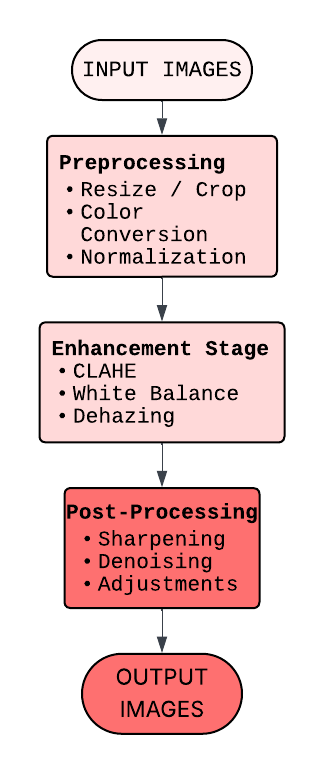 INPUT IMAGES
Preprocessing
• Resize / Crop
• Color
Conversion
• Normalization
Enhancement Stage
• CLAHE
• White Balance
• Dehazing
Post-Processing
• Sharpening
• Denoising
• Adjustments
OUTPUT
IMAGES